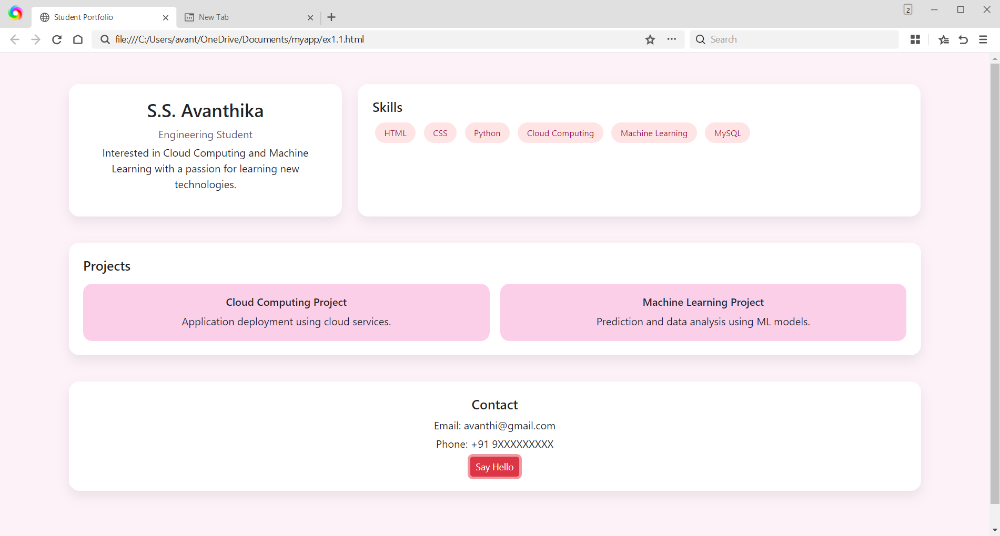 Student Portfolio
New Tab
2
file:///C:/Users/avant/OneDrive/Documents/myapp/ex1.1.html
Search
S.S. Avanthika
Engineering Student
Interested in Cloud Computing and Machine
Learning with a passion for learning new
technologies.
Skills
HTML CSS Python Cloud Computing Machine Learning MySQL
Projects
Cloud Computing Project
Application deployment using cloud services.
Machine Learning Project
Prediction and data analysis using ML models.
Contact
Email: avanthi@gmail.com
Phone: +91 9XXXXXXXXX
Say Hello